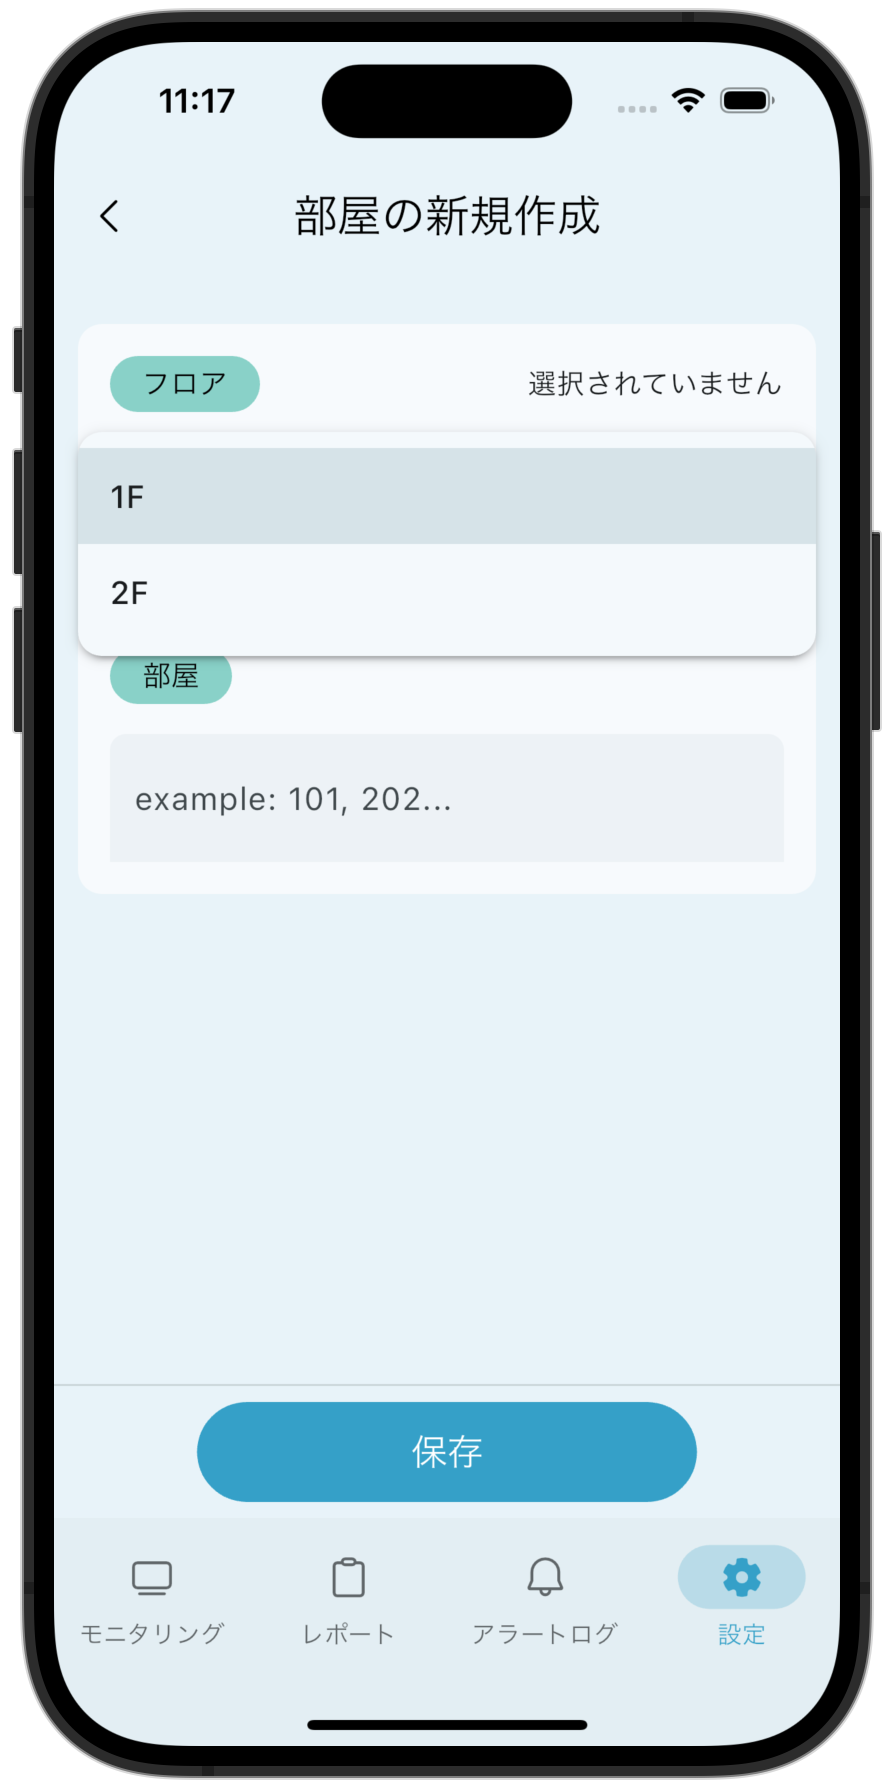 11:17
部屋の新規作成
フロア 選択されていません
1F
2F
部屋
example: 101, 202...
保存
モニタリング レポート アラートログ 設定